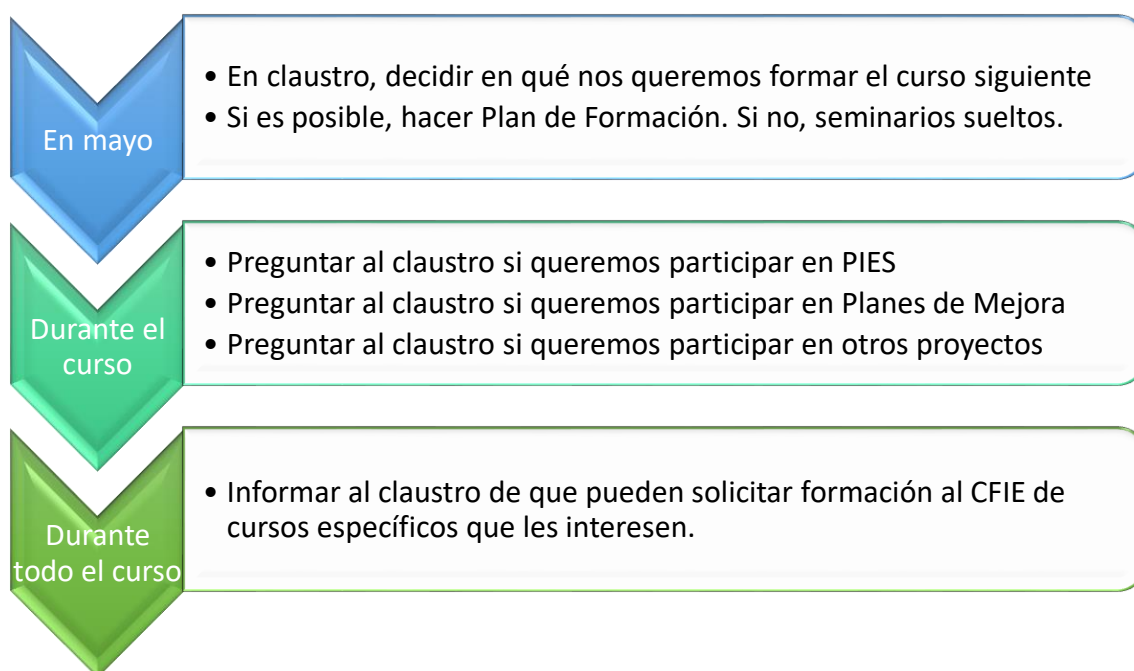 En mayo
• En claustro, decidir en qué nos queremos formar el curso siguiente
• Si es posible, hacer Plan de Formación. Si no, seminarios sueltos.
Durante el
curso
• Preguntar al claustro si queremos participar en PIES
• Preguntar al claustro si queremos participar en Planes de Mejora
• Preguntar al claustro si queremos participar en otros proyectos
Durante
todo el curso
• Informar al claustro de que pueden solicitar formación al CFIE de
cursos específicos que les interesen.